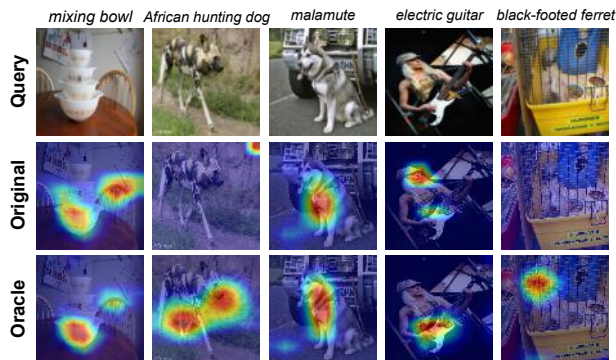 mixing bowl African hunting dog malamute electric guitar black-footed ferret
Query
Original
Oracle